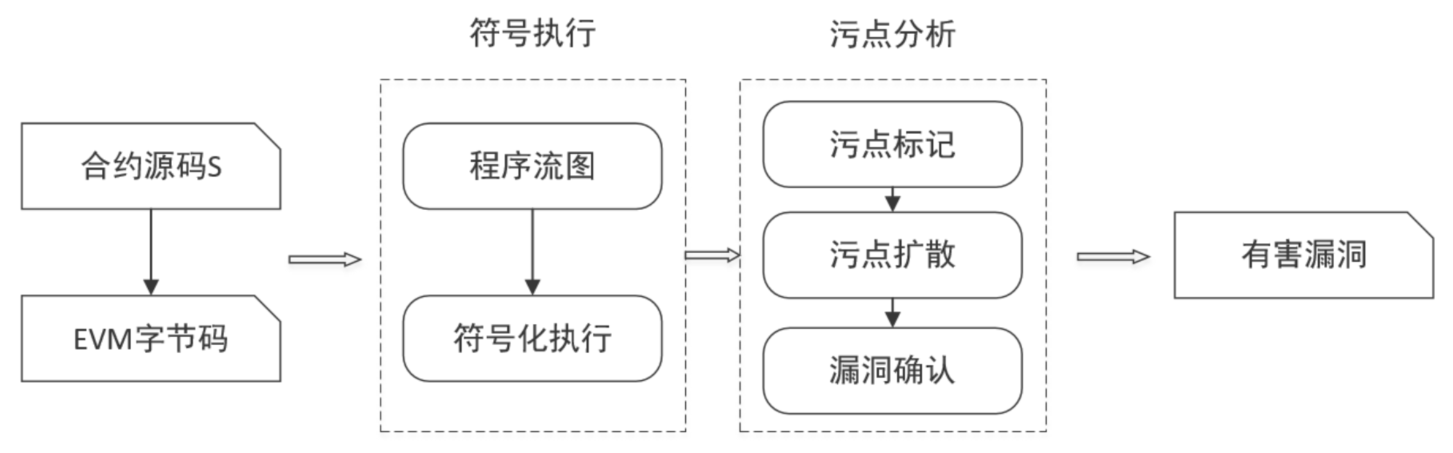 符号执行
污点分析
合约源码S
EVM字节码
程序流图
符号化执行
污点标记
污点扩散
漏洞确认
有害漏洞